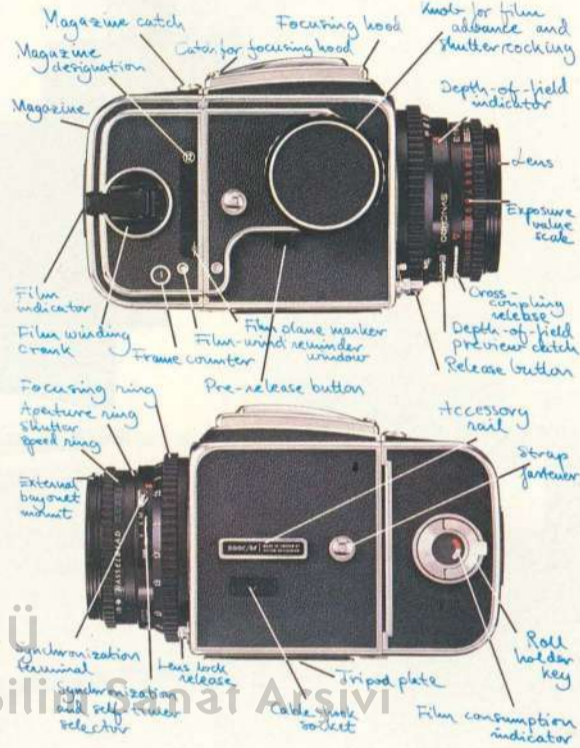 Magazine catch
Magazine
designation
Catch for focusing hood
Focusing hood
Knob for film
advance and
shutter cocking
Magazine
Depth-of-field
indicator
Lens
Exposure
value
scale
Cross-
coupling
release
Depth-of-field
preview catch
Release button
Film
indicator
Film winding
crank
Frame counter
Film-wind reminder
window
Film plane marker
Pre-release button
Focusing ring
Aperture ring
Shutter
speed ring
External
bayonet
mount
Accessory
rail
Strap
fastener
500C/M
HASSELBLAD
Synchronization
terminal
Synchronization
and self-timer
selector
Lens lock
release
Cable lock
socket
Tripod plate
Roll
holder
key
Film consumption
indicator
Ü
Bilim Sanat Arşivi